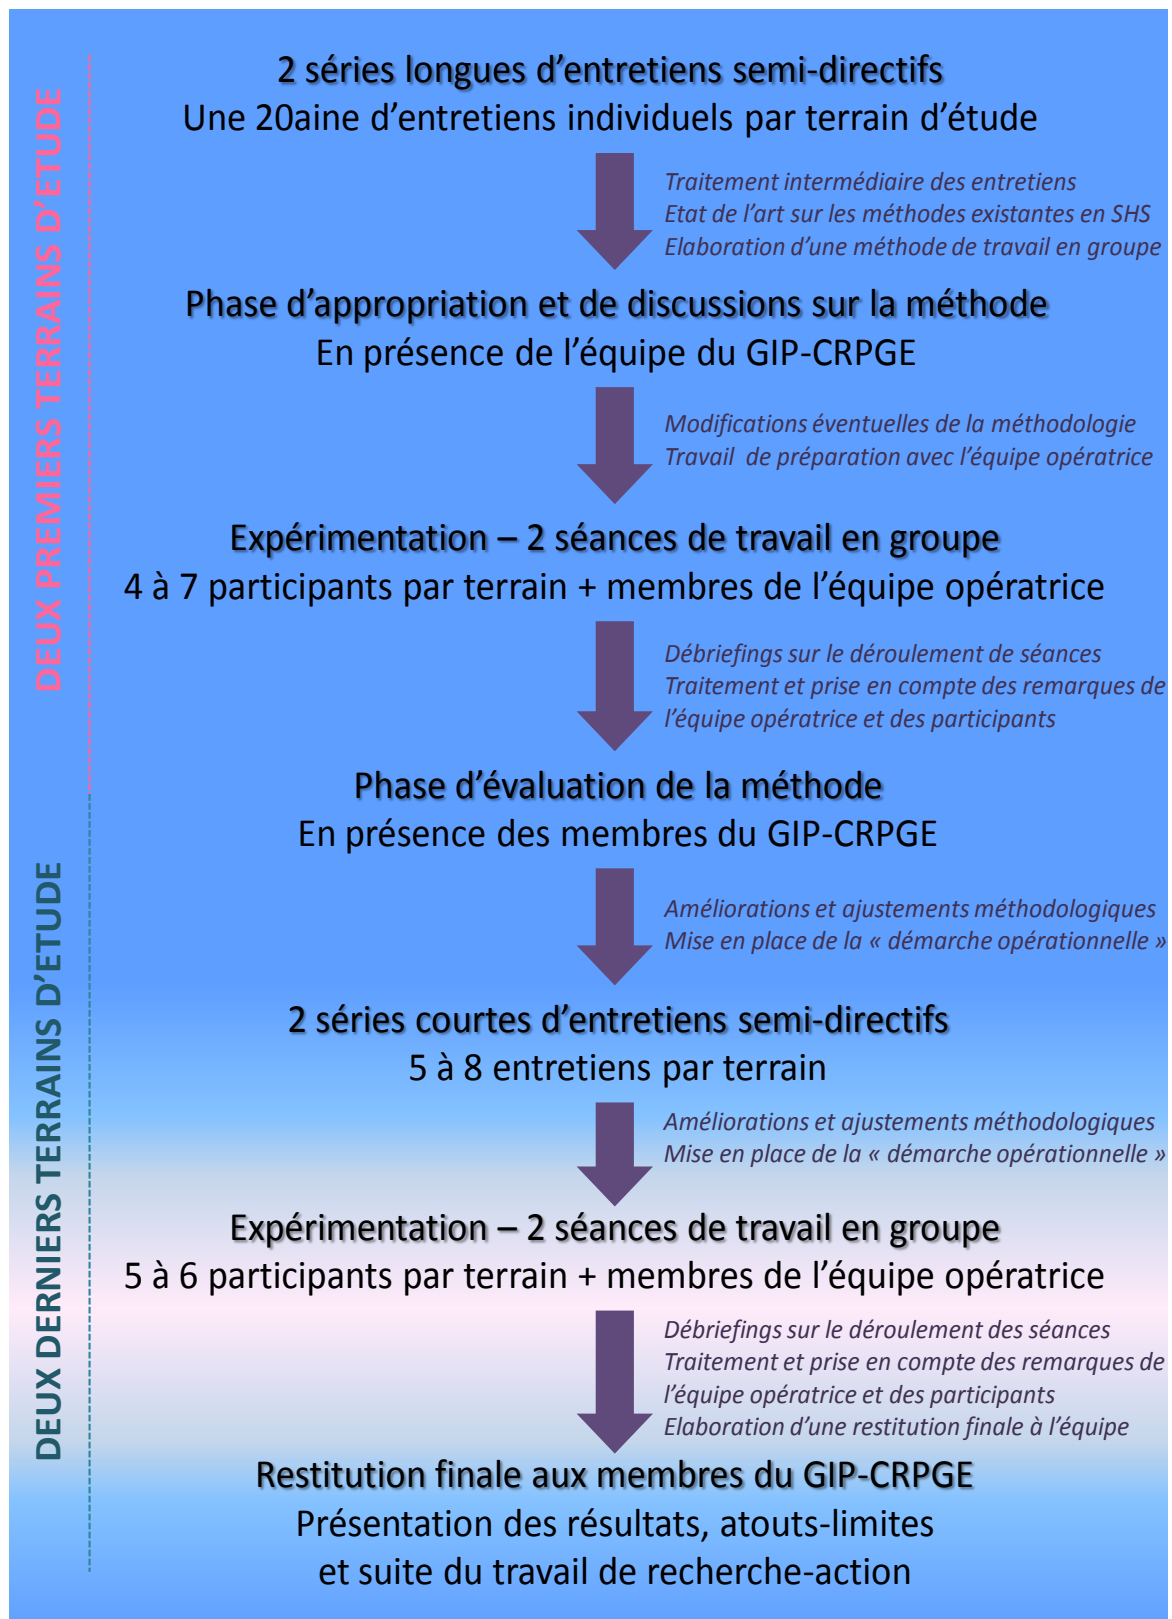 DEUX PREMIERS TERRAINS D'ETUDE
2 séries longues d'entretiens semi-directifs
Une 20aine d'entretiens individuels par terrain d'étude
Traitement intermédiaire des entretiens
Etat de l'art sur les méthodes existantes en SHS
Elaboration d'une méthode de travail en groupe
Phase d'appropriation et de discussions sur la méthode
En présence de l'équipe du GIP-CRPGE
Modifications éventuelles de la méthodologie
Travail de préparation avec l'équipe opératrice
Expérimentation – 2 séances de travail en groupe
4 à 7 participants par terrain + membres de l'équipe opératrice
Débriefings sur le déroulement de séances
Traitement et prise en compte des remarques de
l'équipe opératrice et des participants
Phase d'évaluation de la méthode
En présence des membres du GIP-CRPGE
DEUX DERNIERS TERRAINS D'ETUDE
Améliorations et ajustements méthodologiques
Mise en place de la « démarche opérationnelle »
2 séries courtes d'entretiens semi-directifs
5 à 8 entretiens par terrain
Améliorations et ajustements méthodologiques
Mise en place de la « démarche opérationnelle »
Expérimentation – 2 séances de travail en groupe
5 à 6 participants par terrain + membres de l'équipe opératrice
Débriefings sur le déroulement des séances
Traitement et prise en compte des remarques de
l'équipe opératrice et des participants
Elaboration d'une restitution finale à l'équipe
Restitution finale aux membres du GIP-CRPGE
Présentation des résultats, atouts-limites
et suite du travail de recherche-action